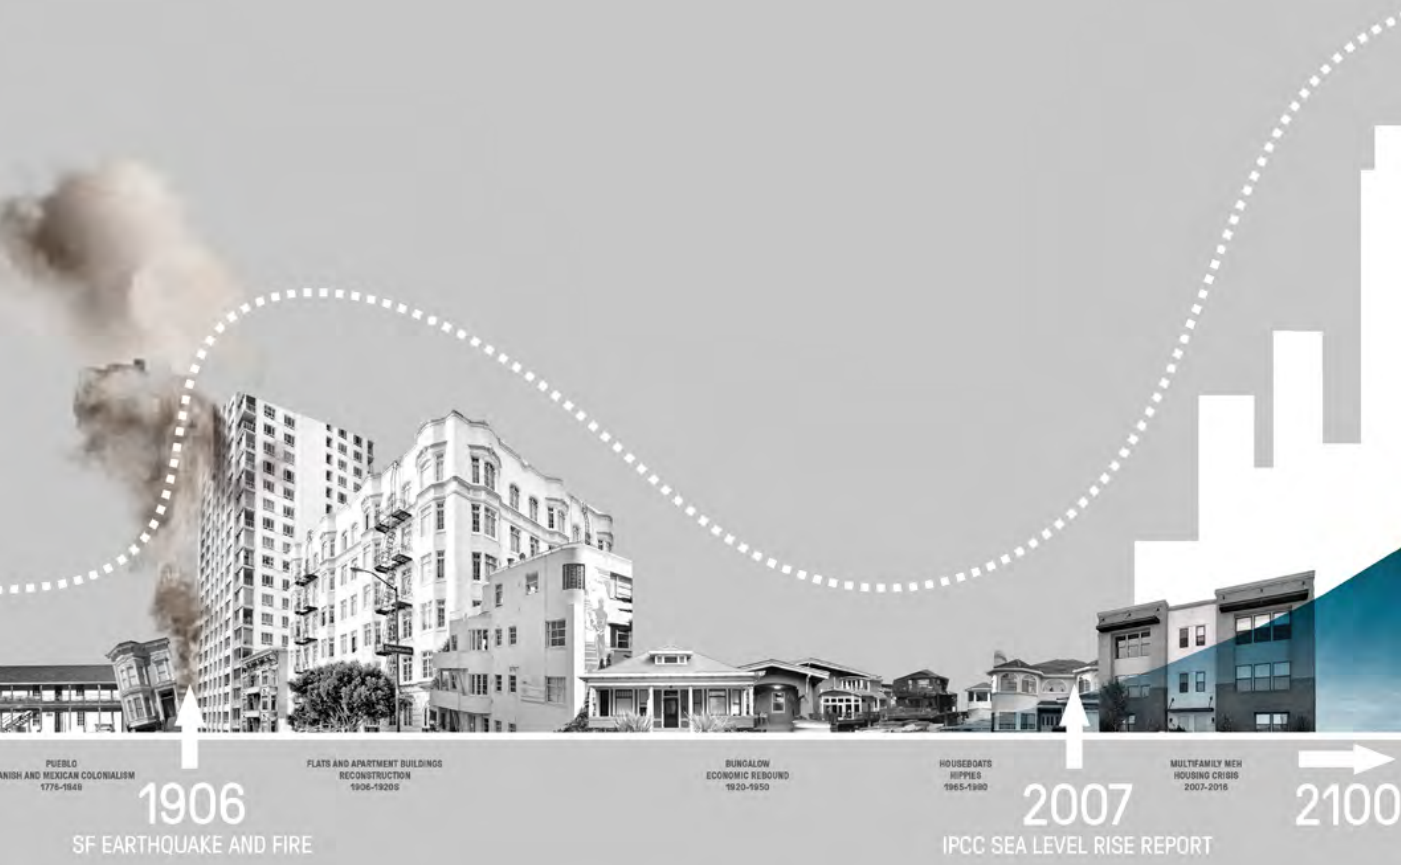 PUEBLO
ANISH AND MEXICAN COLONIALISM
1776-1849
1906
SF EARTHQUAKE AND FIRE
FLATS AND APARTMENT BUILDINGS
RECONSTRUCTION
1906-1920S
BUNGALOW
ECONOMIC REBOUND
1920-1950
HOUSEBOATS
HIPPIES
1965-1980
2007
IPCC SEA LEVEL RISE REPORT
MULTIFAMILY MEH
HOUSING CRISIS
2007-2016
2100